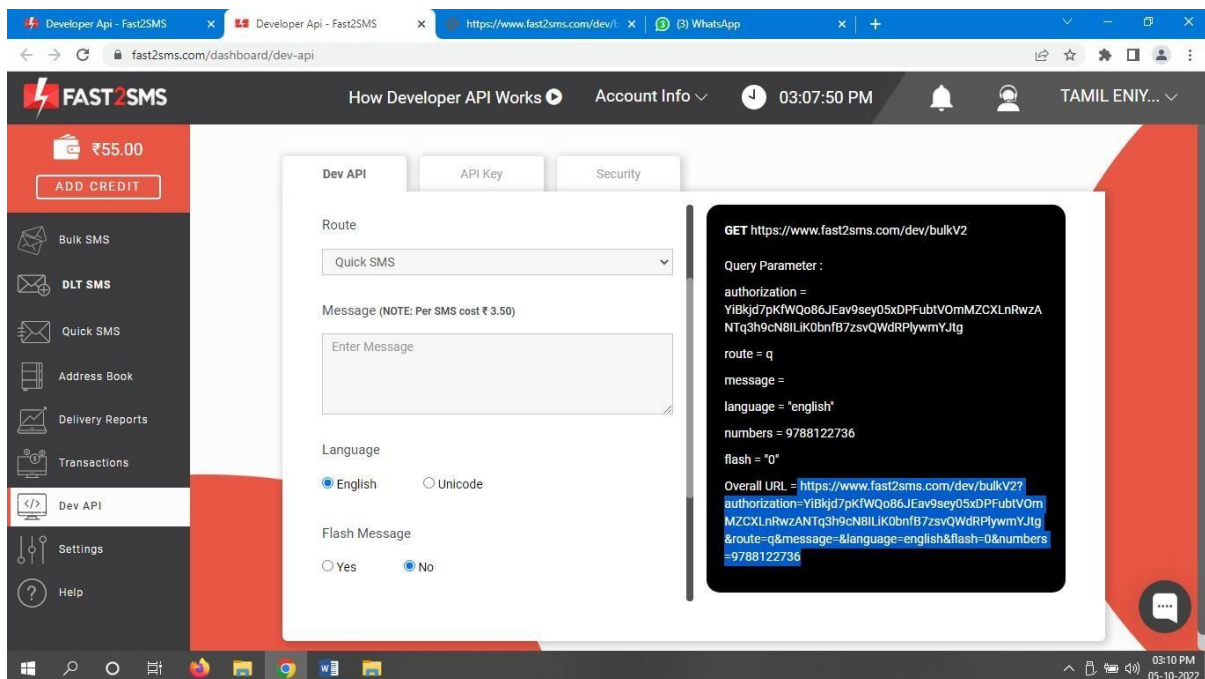 Developer Api - Fast2SMS
Developer Api - Fast2SMS
https://www.fast2sms.com/dev/b
(3) WhatsApp
fast2sms.com/dashboard/dev-api
FAST2SMS
How Developer API Works
Account Info
03:07:50 PM
TAMIL ENIY...
₹55.00
ADD CREDIT
Bulk SMS
DLT SMS
Quick SMS
Address Book
Delivery Reports
Transactions
Dev API
Settings
Help
Dev API
API Key
Security
Route
Quick SMS
Message (NOTE: Per SMS cost ₹ 3.50)
Enter Message
Language
English
Unicode
Flash Message
Yes
No
GET https://www.fast2sms.com/dev/bulkV2
Query Parameter :
authorization =
YiBkjd7pKfWQo86JEav9sey05xDPFubtVOmMZCXLnRwzA
NTq3h9cN8ILiK0bnfB7zsvQWdRPlywmYJtg
route = q
message =
language = "english"
numbers = 9788122736
flash = "0"
Overall URL = https://www.fast2sms.com/dev/bulkV2?
authorization=YiBkjd7pKfWQo86JEav9sey05xDPFubtVOm
MZCXLnRwzANTq3h9cN8ILiK0bnfB7zsvQWdRPlywmYJtg
&route=q&message=&language=english&flash=0&numbers
=9788122736
03:10 PM
05-10-2022